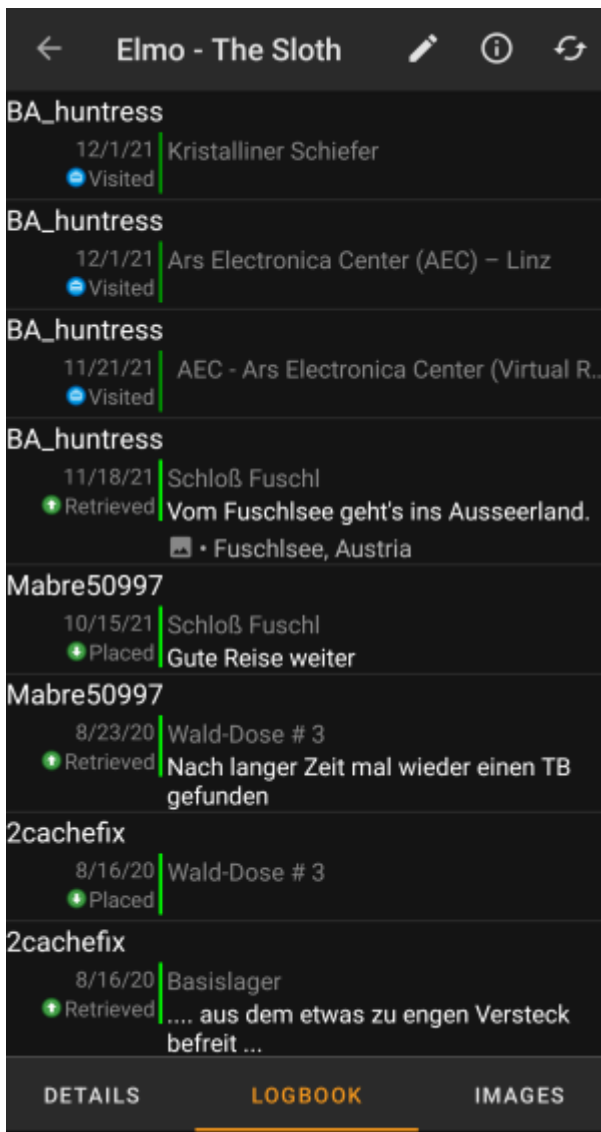 Elmo - The Sloth
BA_huntress
12/1/21 Kristalliner Schiefer
Visited
BA_huntress
12/1/21 Ars Electronica Center (AEC) – Linz
Visited
BA_huntress
11/21/21 AEC - Ars Electronica Center (Virtual R..
Visited
BA_huntress
11/18/21 Schloß Fuschl
Retrieved Vom Fuschlsee geht's ins Ausseerland.
• Fuschlsee, Austria
Mabre50997
10/15/21 Schloß Fuschl
Placed Gute Reise weiter
Mabre50997
8/23/20 Wald-Dose # 3
Retrieved Nach langer Zeit mal wieder einen TB
gefunden
2cachefix
8/16/20 Wald-Dose # 3
Placed
2cachefix
8/16/20 Basislager
Retrieved .... aus dem etwas zu engen Versteck
befreit ...
DETAILS LOGBOOK IMAGES